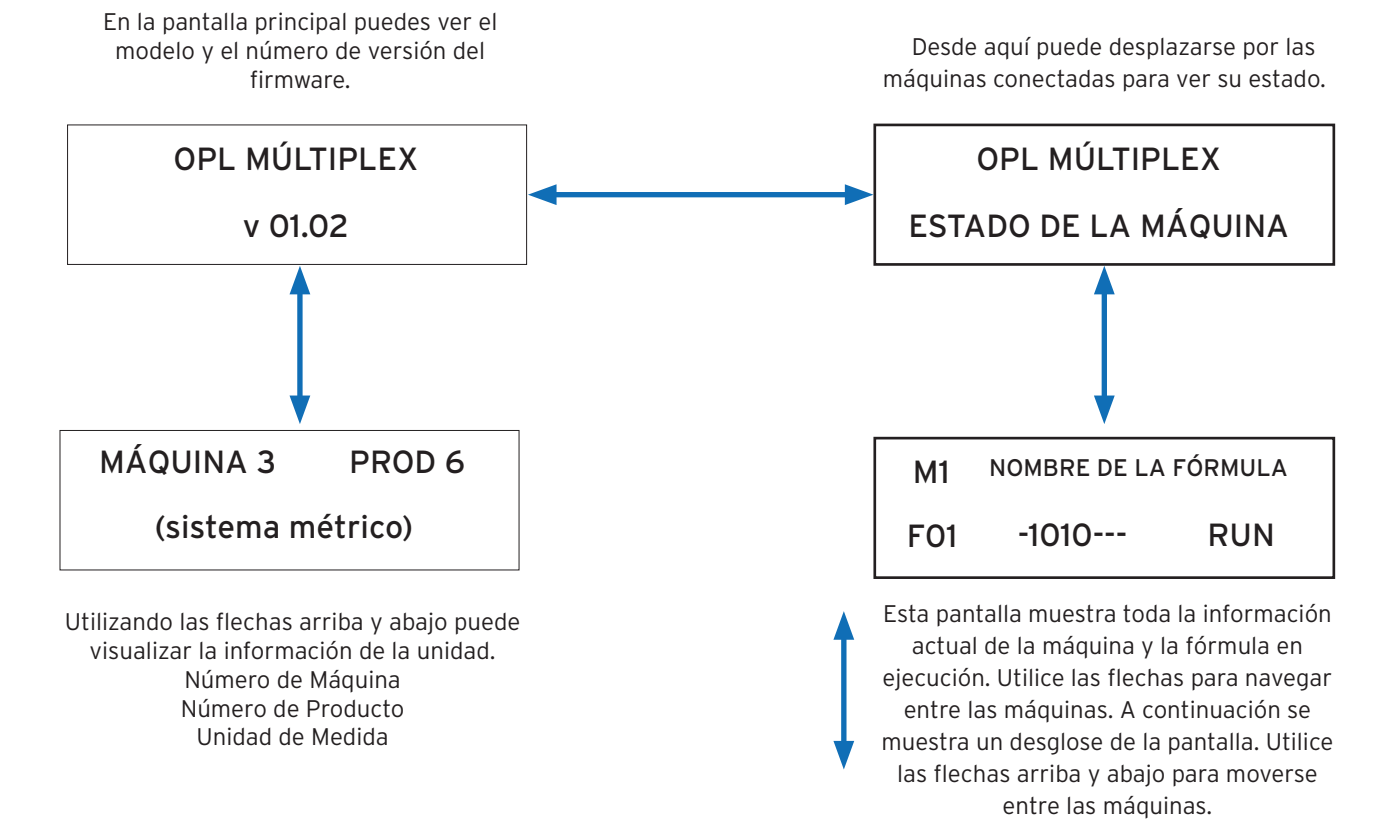 En la pantalla principal puedes ver el
modelo y el número de versión del
firmware.
Desde aquí puede desplazarse por las
máquinas conectadas para ver su estado.
OPL MÚLTIPLEX
v 01.02
OPL MÚLTIPLEX
ESTADO DE LA MÁQUINA
MÁQUINA 3 PROD 6
(sistema métrico)
M1 NOMBRE DE LA FÓRMULA
F01 -1010--- RUN
Utilizando las flechas arriba y abajo puede
visualizar la información de la unidad.
Número de Máquina
Número de Producto
Unidad de Medida
Esta pantalla muestra toda la información
actual de la máquina y la fórmula en
ejecución. Utilice las flechas para navegar
entre las máquinas. A continuación se
muestra un desglose de la pantalla. Utilice
las flechas arriba y abajo para moverse
entre las máquinas.